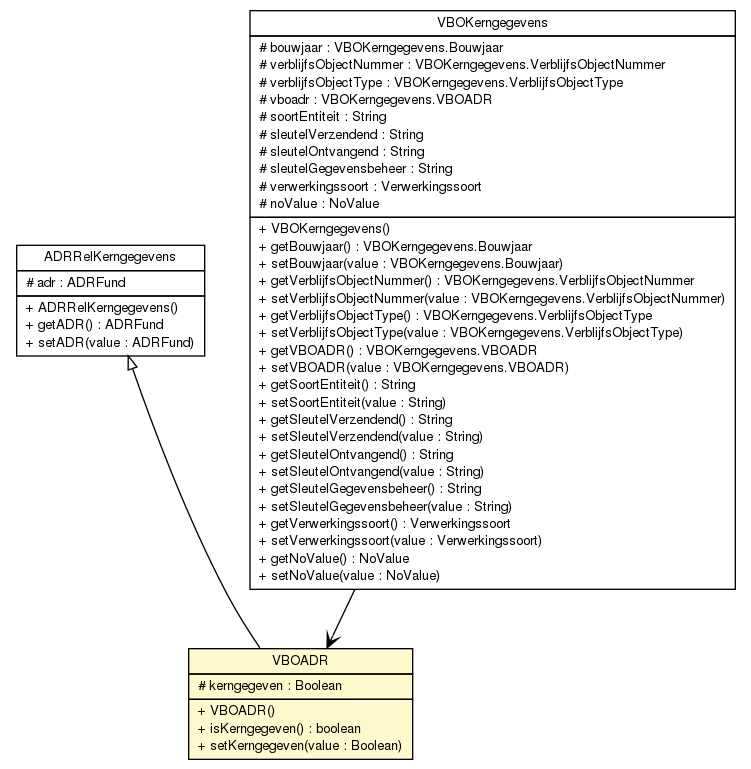 VBOKerngegevens
# bouwjaar : VBOKerngegevens.Bouwjaar
# verblijfsObjectNummer : VBOKerngegevens.VerblijfsObjectNummer
# verblijfsObjectType : VBOKerngegevens.VerblijfsObjectType
# vboadr : VBOKerngegevens.VBOADR
# soortEntiteit : String
# sleutelVerzendend : String
# sleutelOntvangend : String
# sleutelGegevensbeheer : String
# verwerkingssoort : Verwerkingssoort
# noValue : NoValue
+ VBOKerngegevens()
+ getBouwjaar() : VBOKerngegevens.Bouwjaar
+ setBouwjaar(value : VBOKerngegevens.Bouwjaar)
+ getVerblijfsObjectNummer() : VBOKerngegevens.VerblijfsObjectNummer
+ setVerblijfsObjectNummer(value : VBOKerngegevens.VerblijfsObjectNummer)
+ getVerblijfsObjectType() : VBOKerngegevens.VerblijfsObjectType
+ setVerblijfsObjectType(value : VBOKerngegevens.VerblijfsObjectType)
+ getVBOADR() : VBOKerngegevens.VBOADR
+ setVBOADR(value : VBOKerngegevens.VBOADR)
+ getSoortEntiteit() : String
+ setSoortEntiteit(value : String)
+ getSleutelVerzendend() : String
+ setSleutelVerzendend(value : String)
+ getSleutelOntvangend() : String
+ setSleutelOntvangend(value : String)
+ getSleutelGegevensbeheer() : String
+ setSleutelGegevensbeheer(value : String)
+ getVerwerkingssoort() : Verwerkingssoort
+ setVerwerkingssoort(value : Verwerkingssoort)
+ getNoValue() : NoValue
+ setNoValue(value : NoValue)
ADRRelKerngegevens
# adr : ADRFund
+ ADRRelKerngegevens()
+ getADR() : ADRFund
+ setADR(value : ADRFund)
VBOADR
# kerngegeven : Boolean
+ VBOADR()
+ isKerngegeven() : boolean
+ setKerngegeven(value : Boolean)